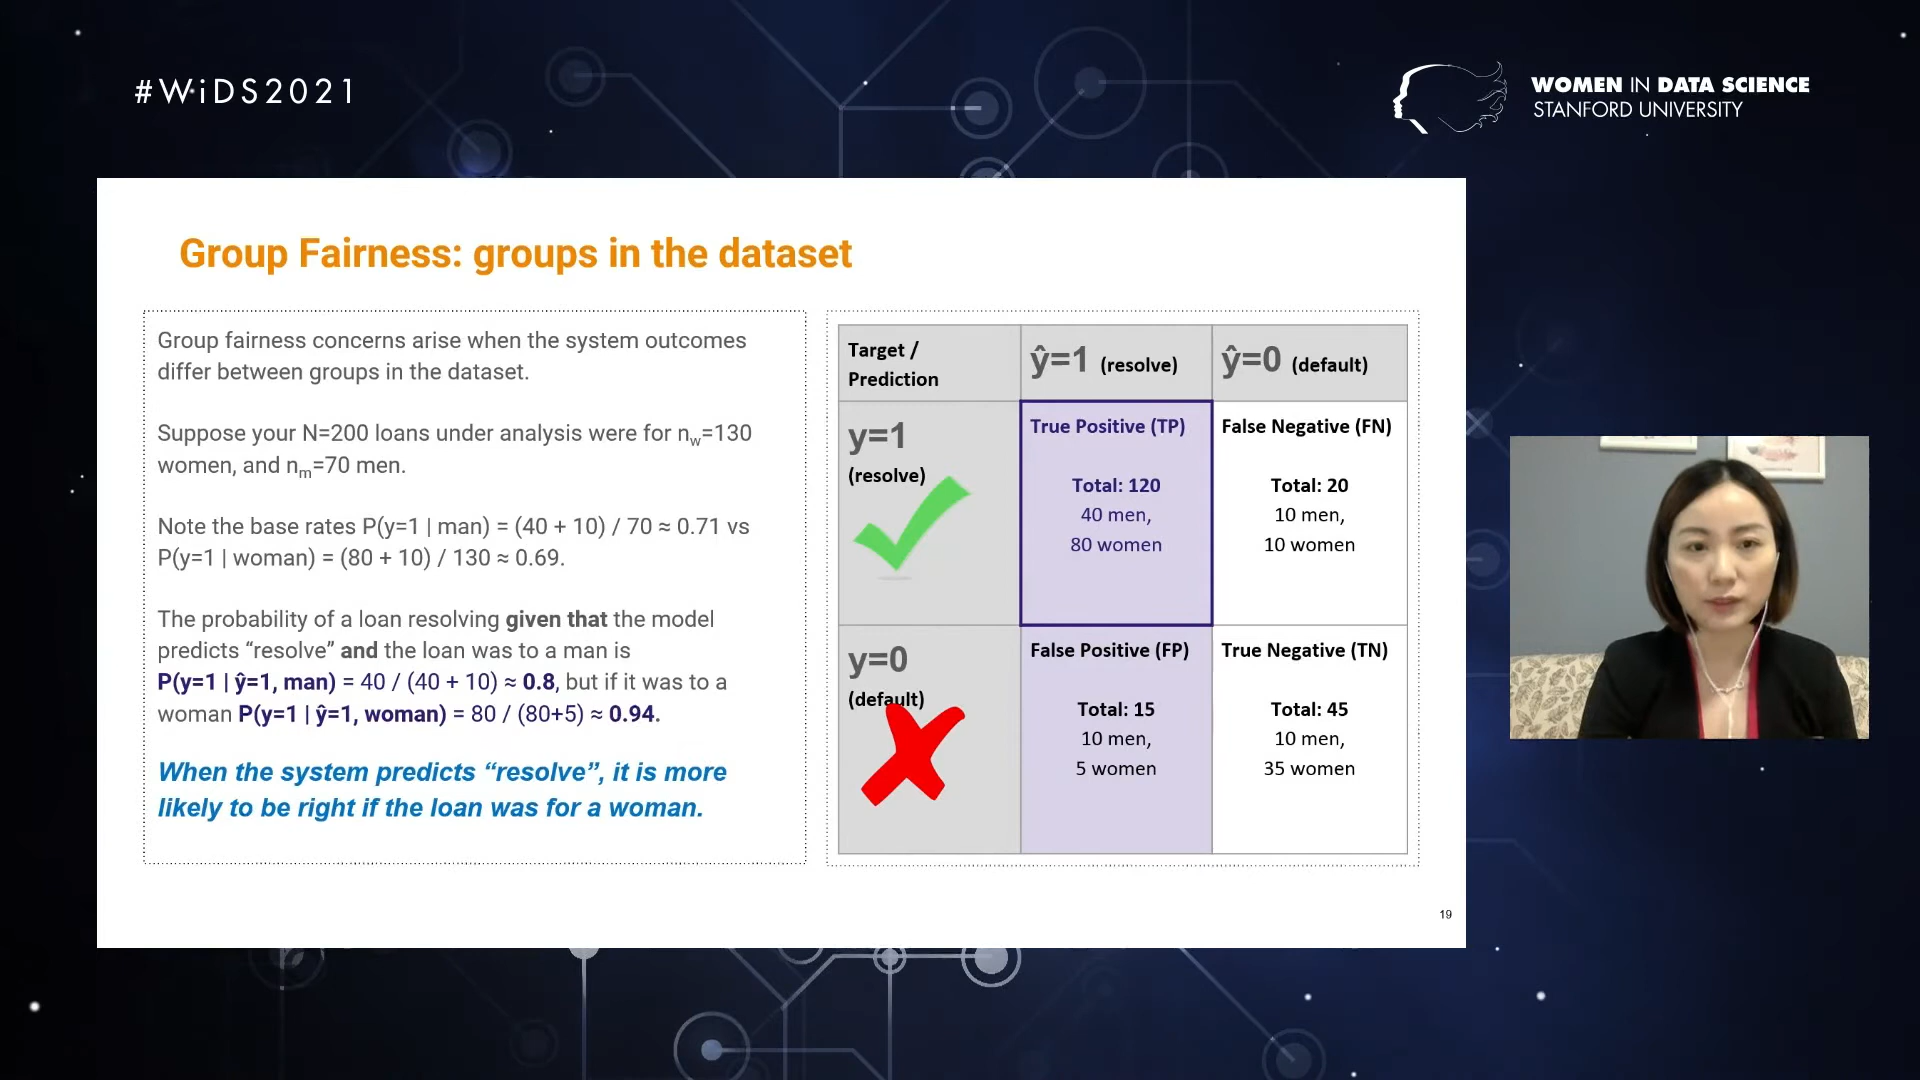 #WiDS2021
WOMEN IN DATA SCIENCE
STANFORD UNIVERSITY
Group Fairness: groups in the dataset
Group fairness concerns arise when the system outcomes
differ between groups in the dataset.
Suppose your N=200 loans under analysis were for nw=130
women, and nm=70 men.
Note the base rates P(y=1 | man) = (40 + 10) / 70 ≈ 0.71 vs
P(y=1 | woman) = (80 + 10) / 130 ≈ 0.69.
The probability of a loan resolving given that the model
predicts “resolve” and the loan was to a man is
P(y=1 | ŷ=1, man) = 40 / (40 + 10) ≈ 0.8, but if it was to a
woman P(y=1 | ŷ=1, woman) = 80 / (80+5) ≈ 0.94.
When the system predicts “resolve”, it is more
likely to be right if the loan was for a woman.
Target /
Prediction
ŷ=1 (resolve)
ŷ=0 (default)
y=1
(resolve)
True Positive (TP)
Total: 120
40 men,
80 women
False Negative (FN)
Total: 20
10 men,
10 women
y=0
(default)
False Positive (FP)
Total: 15
10 men,
5 women
True Negative (TN)
Total: 45
10 men,
35 women
19